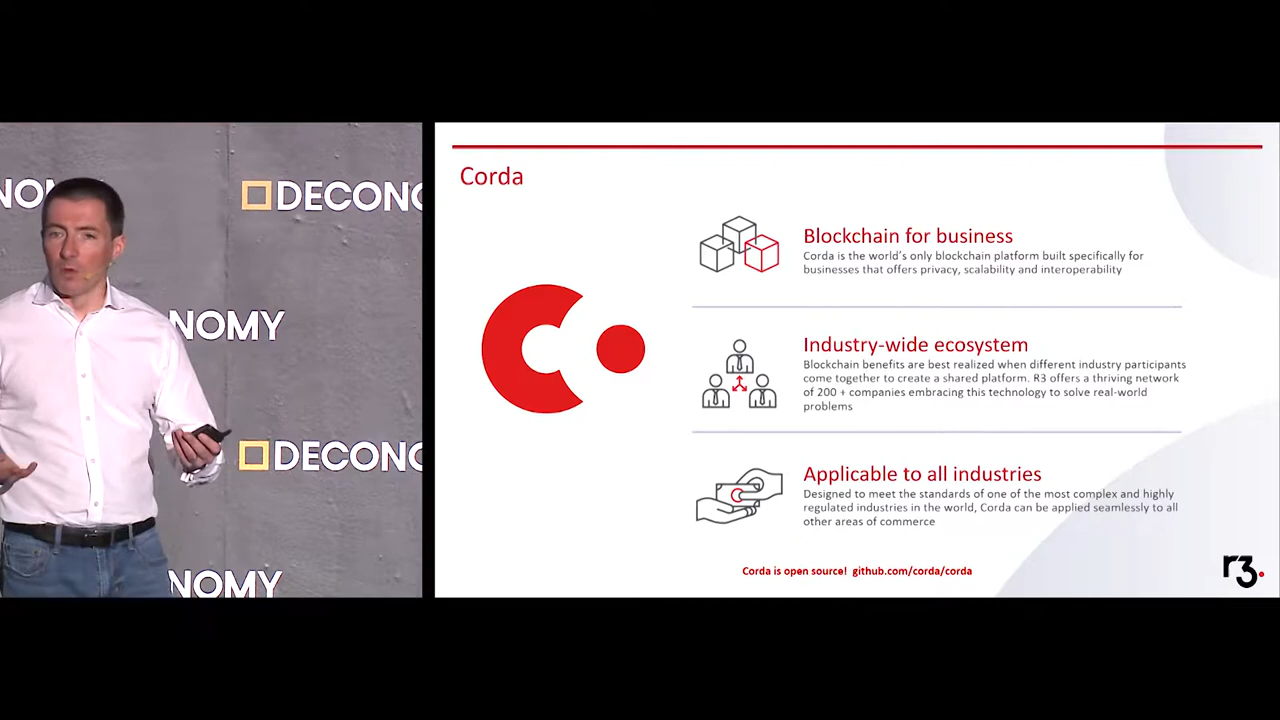 NOMY
DECONO
NOMY
DECONO
NOMY
Corda
Blockchain for business
Corda is the world's only blockchain platform built specifically for
businesses that offers privacy, scalability and interoperability
Industry-wide ecosystem
Blockchain benefits are best realized when different industry participants
come together to create a shared platform. R3 offers a thriving network
of 200 + companies embracing this technology to solve real-world
problems
Applicable to all industries
Designed to meet the standards of one of the most complex and highly
regulated industries in the world, Corda can be applied seamlessly to all
other areas of commerce
Corda is open source! github.com/corda/corda
r3.